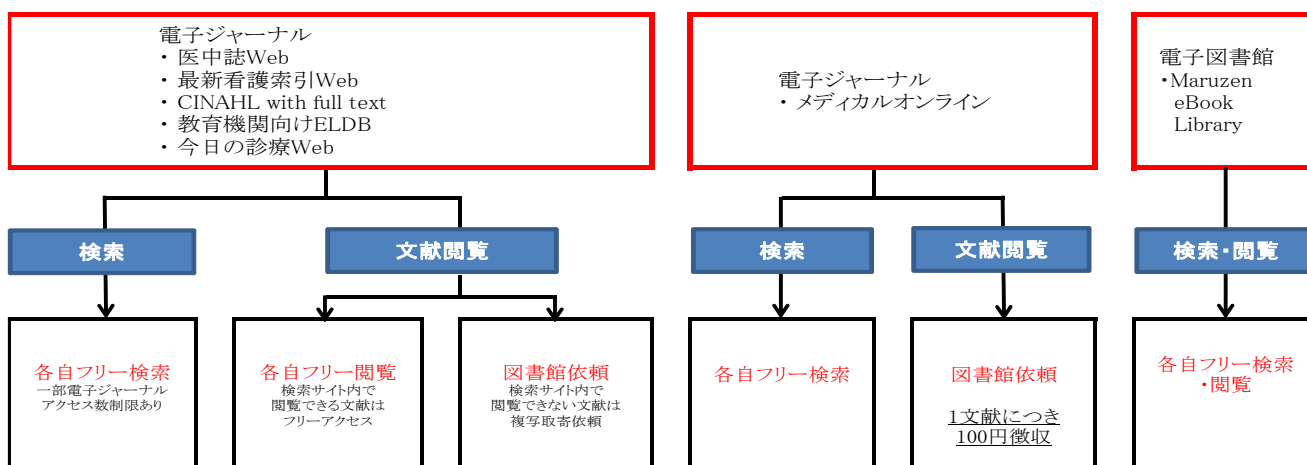 電子ジャーナル
・ 医中誌Web
・ 最新看護索引Web
・ CINAHL with full text
・ 教育機関向けELDB
・ 今日の診療Web
電子ジャーナル
・ メディカルオンライン
電子図書館
・Maruzen
eBook
Library
検索
文献閲覧
検索
文献閲覧
検索・閲覧
各自フリー検索
一部電子ジャーナル
アクセス数制限あり
各自フリー閲覧
検索サイト内で
閲覧できる文献は
フリーアクセス
図書館依頼
検索サイト内で
閲覧できない文献は
複写取寄依頼
各自フリー検索
図書館依頼
1文献につき
100円徴収
各自フリー検索
・閲覧